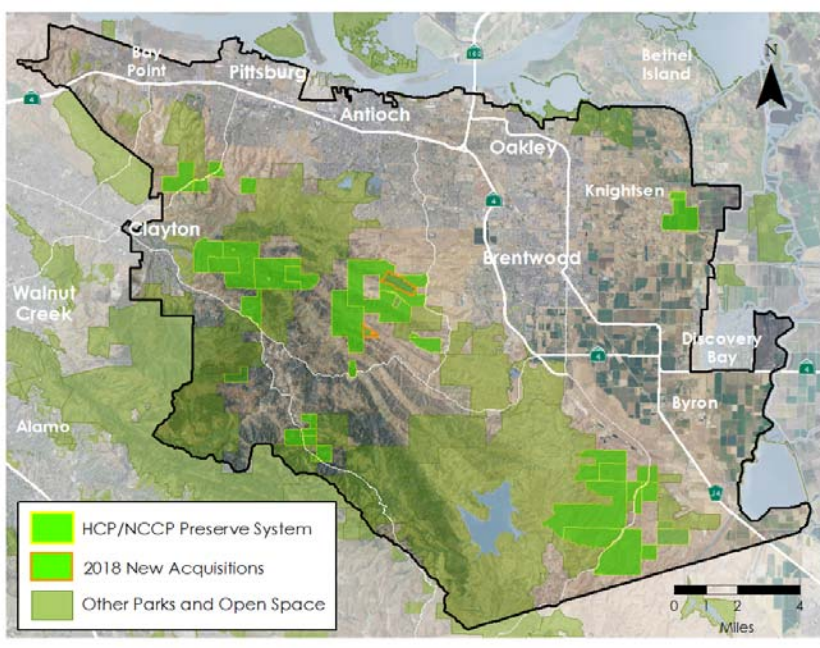 Bay
Point
Pittsburg
160
Bethel
Island
N
4
Antioch
Oakley
Knightsen
4
Clayton
Brentwood
Walnut
Creek
Discovery
Bay
4
4
Byron
Alamo
HCP/NCCP Preserve System
2018 New Acquisitions
Other Parks and Open Space
0 1 2 4
Miles